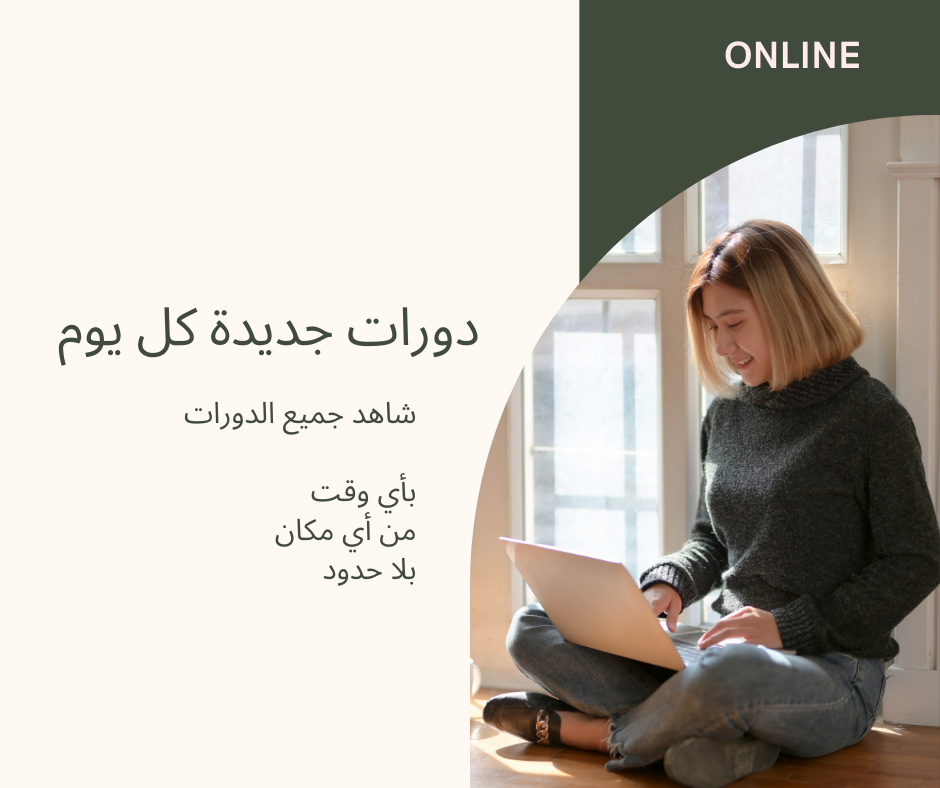 ONLINE
دورات جديدة كل يوم
شاهد جميع الدورات
بأي وقت
من أي مكان
بلا حدود